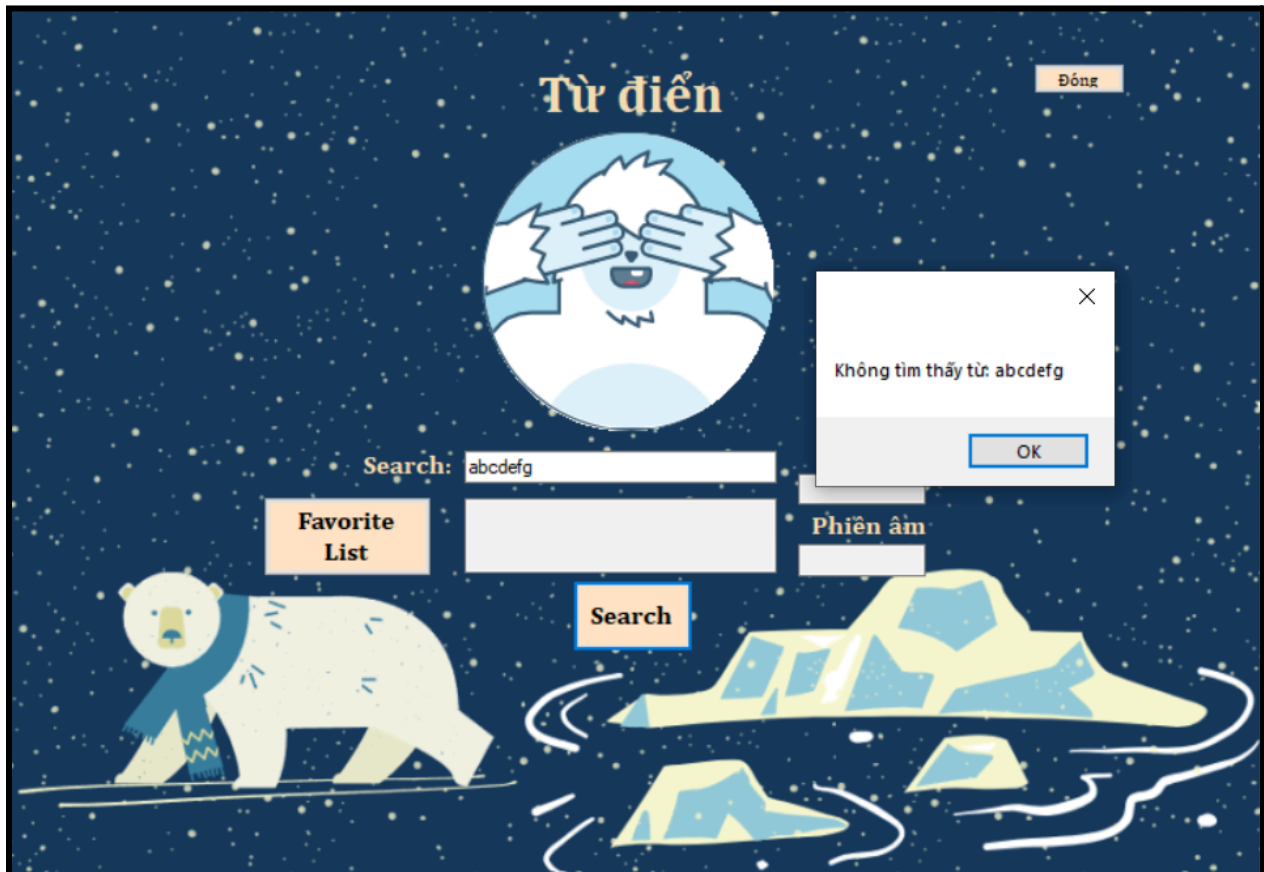 Từ điển
Đóng
Không tìm thấy từ: abcdefg
OK
Search:
abcdefg
Favorite
List
Phiên âm
Search